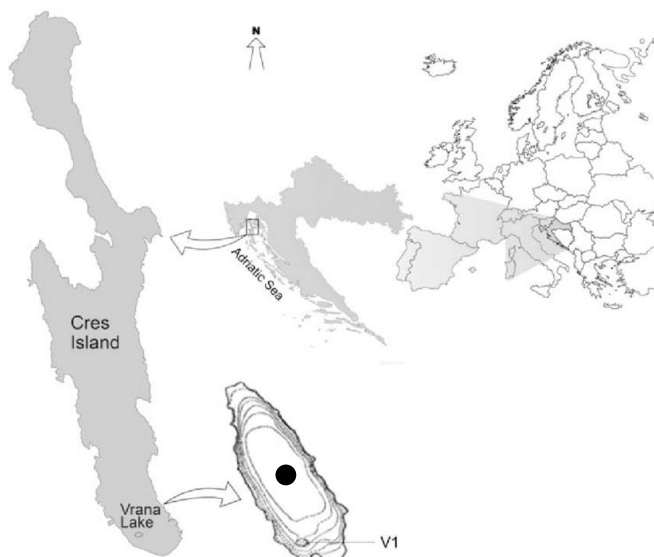 N
Adriatic Sea
Cres
Island
Vrana
Lake
V1